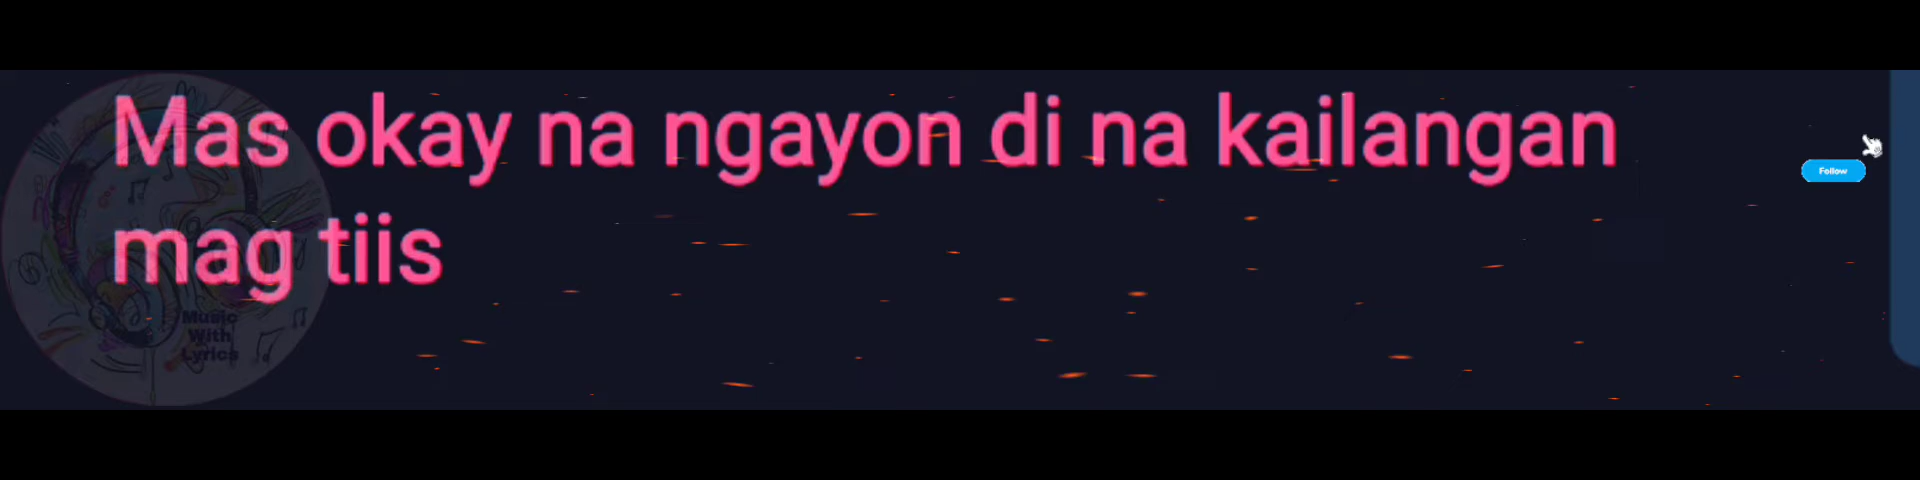 Mas okay na ngayon di na kailangan
mag tiis
Music
With
Lyrics
Follow